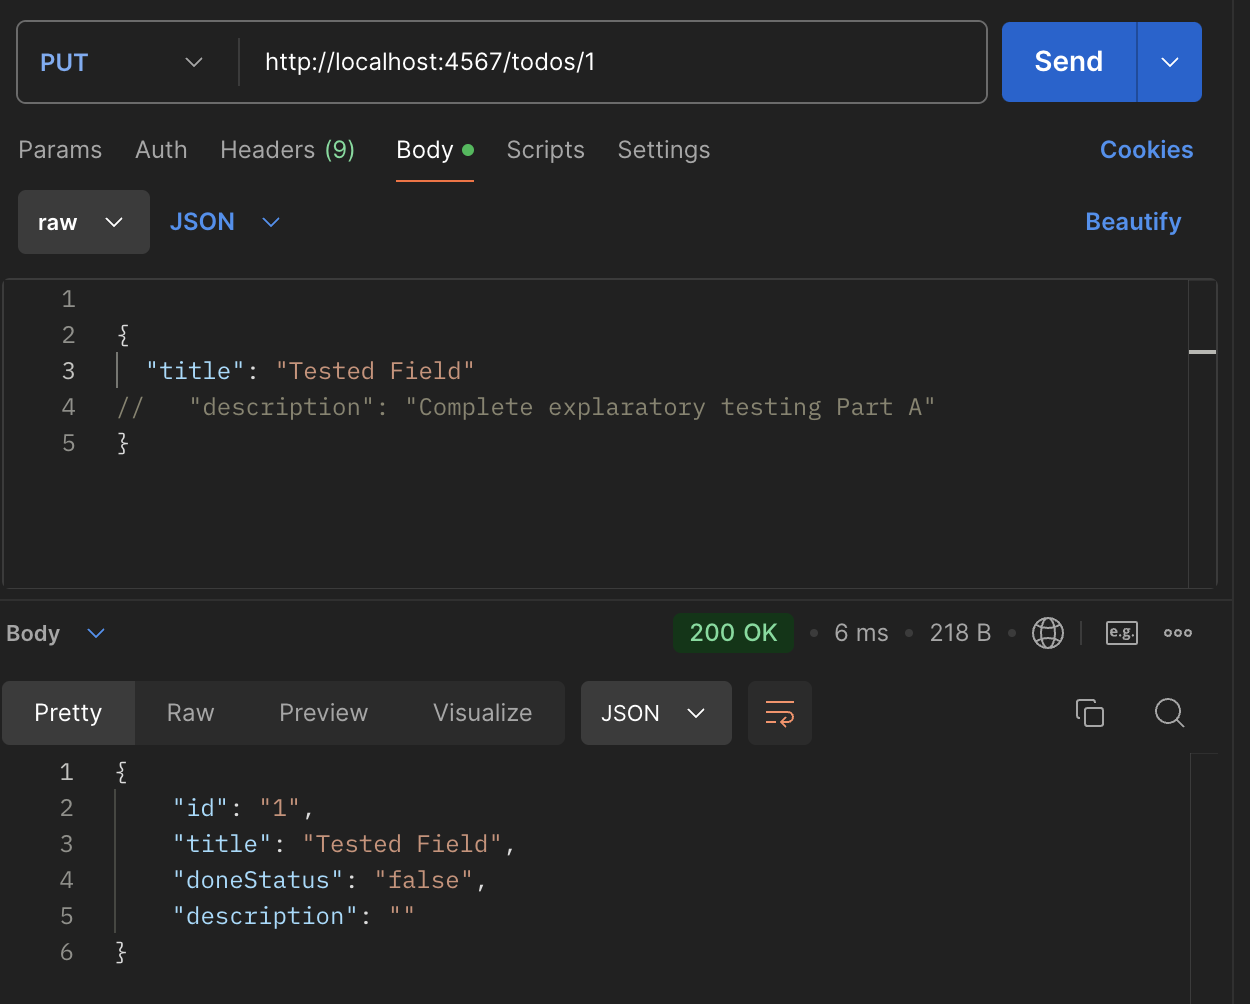 PUT http://localhost:4567/todos/1 Send
Params Auth Headers (9) Body Scripts Settings Cookies
raw JSON Beautify
1
2 {
3 "title": "Tested Field"
4 // "description": "Complete explaratory testing Part A"
5 }
Body 200 OK • 6 ms • 218 B • e.g.
Pretty Raw Preview Visualize JSON
1 {
2 "id": "1",
3 "title": "Tested Field",
4 "doneStatus": "false",
5 "description": ""
6 }